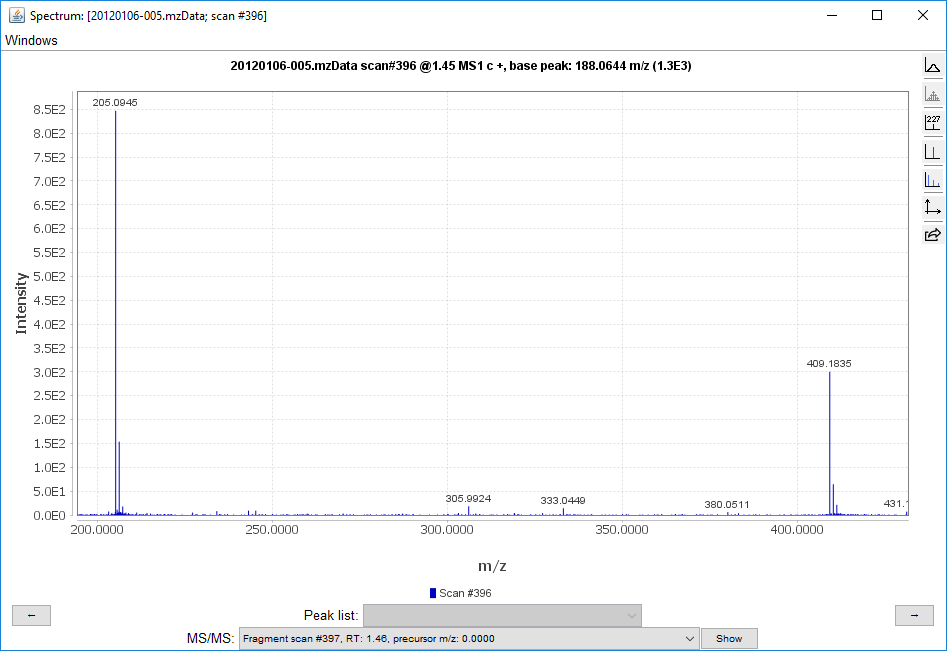 Spectrum: [20120106-005.mzData; scan #396]
Windows
20120106-005.mzData scan#396 @1.45 MS1 c +, base peak: 188.0644 m/z (1.3E3)
227
205.0945
8.5E2
8.0E2
7.5E2
7.0E2
6.5E2
6.0E2
5.5E2
5.0E2
4.5E2
4.0E2
3.5E2
3.0E2
2.5E2
2.0E2
1.5E2
1.0E2
5.0E1
0.0E0
Intensity
409.1835
305.9924
333.0449
380.0511
431.
200.0000 250.0000 300.0000 350.0000 400.0000
m/z
Scan #396
← Peak list: →
MS/MS: Fragment scan #397, RT: 1.46, precursor m/z: 0.0000 Show